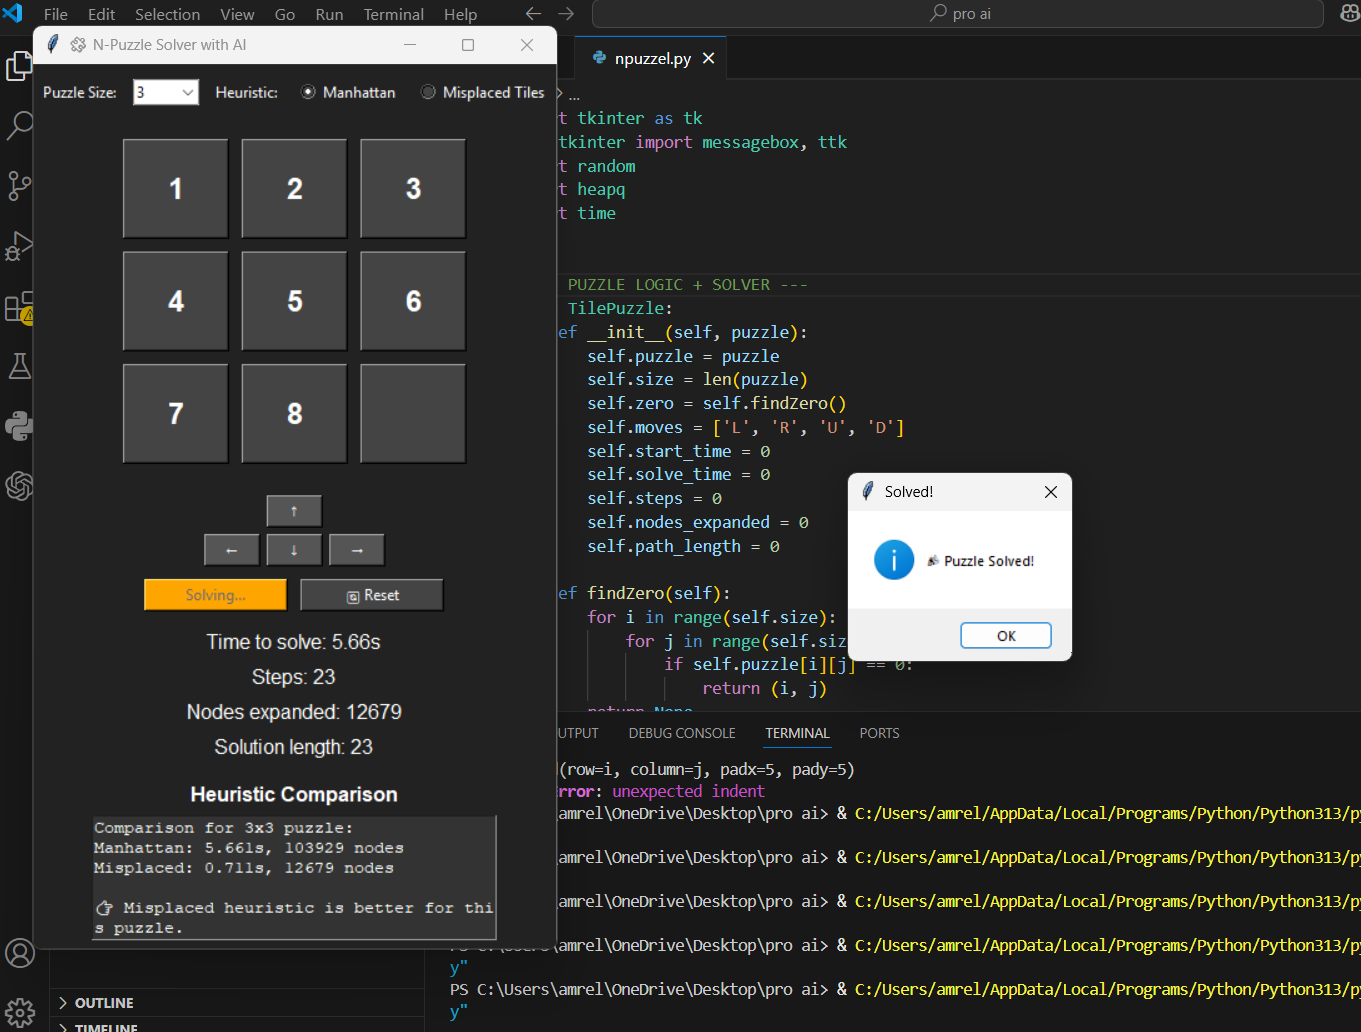 File Edit Selection View Go Run Terminal Help
pro ai
N-Puzzle Solver with AI
npuzzel.py
Puzzle Size: 3 Heuristic: Manhattan Misplaced Tiles
...
t tkinter as tk
tkinter import messagebox, ttk
t random
t heapq
t time
PUZZLE LOGIC + SOLVER ---
TilePuzzle:
ef __init__(self, puzzle):
self.puzzle = puzzle
self.size = len(puzzle)
self.zero = self.findZero()
self.moves = ['L', 'R', 'U', 'D']
self.start_time = 0
self.solve_time = 0
self.steps = 0
self.nodes_expanded = 0
self.path_length = 0
ef findZero(self):
for i in range(self.size):
for j in range(self.siz
if self.puzzle[i][j] == 0:
return (i, j)
return None
1 2 3
4 5 6
7 8
↑
← ↓ →
Solving... Reset
Time to solve: 5.66s
Steps: 23
Nodes expanded: 12679
Solution length: 23
Heuristic Comparison
Comparison for 3x3 puzzle:
Manhattan: 5.661s, 103929 nodes
Misplaced: 0.711s, 12679 nodes
👉 Misplaced heuristic is better for thi
s puzzle.
Solved!
🎉 Puzzle Solved!
OK
UTPUT DEBUG CONSOLE TERMINAL PORTS
(row=i, column=j, padx=5, pady=5)
rror: unexpected indent
amrel\OneDrive\Desktop\pro ai> & C:/Users/amrel/AppData/Local/Programs/Python/Python313/py
amrel\OneDrive\Desktop\pro ai> & C:/Users/amrel/AppData/Local/Programs/Python/Python313/py
amrel\OneDrive\Desktop\pro ai> & C:/Users/amrel/AppData/Local/Programs/Python/Python313/py
PS C:\Users\amrel\OneDrive\Desktop\pro ai> & C:/Users/amrel/AppData/Local/Programs/Python/Python313/py
y"
PS C:\Users\amrel\OneDrive\Desktop\pro ai> & C:/Users/amrel/AppData/Local/Programs/Python/Python313/py
y"
OUTLINE
TIMELINE